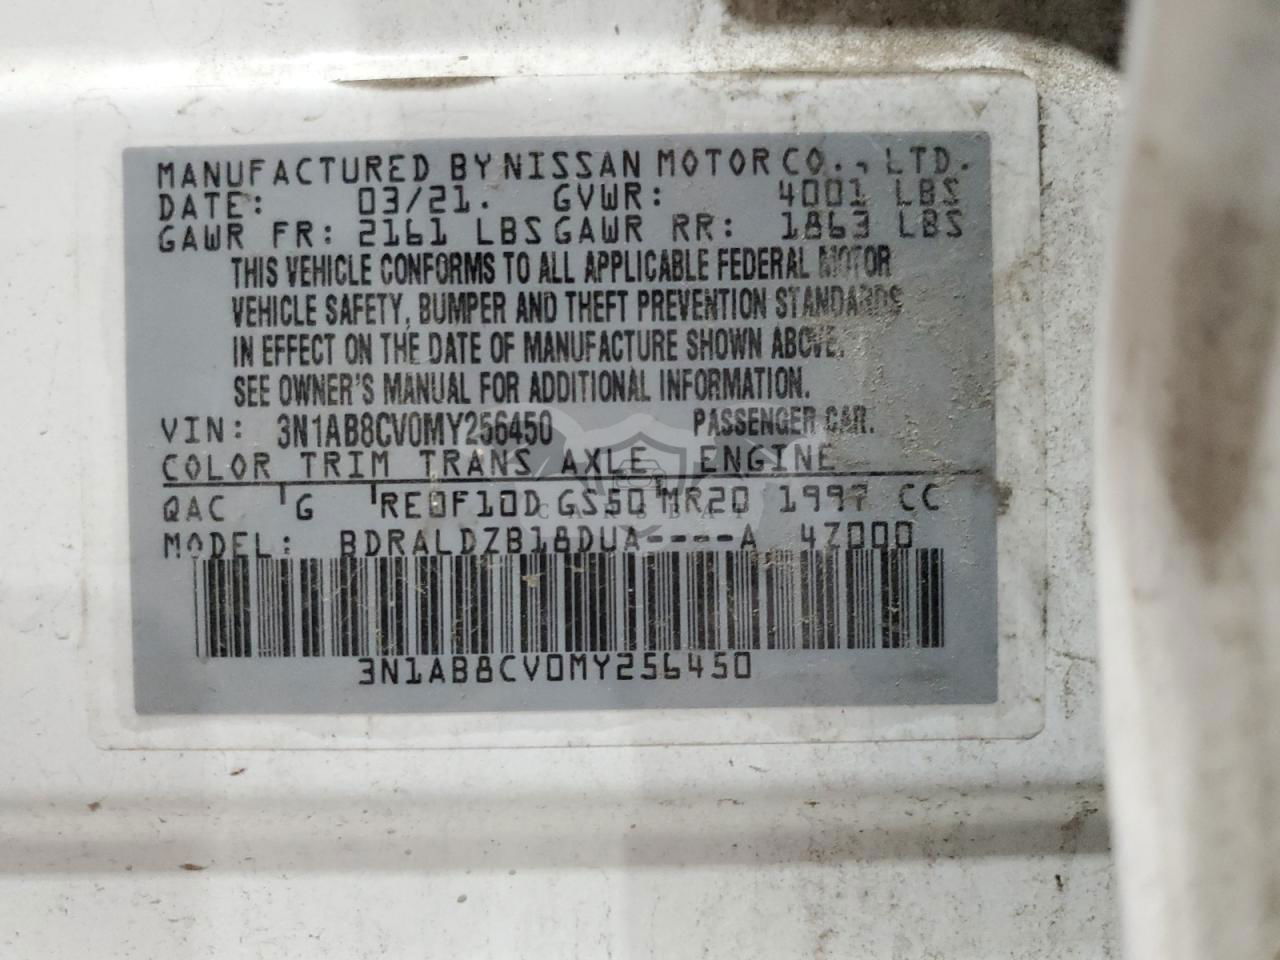 MANUFACTURED BY NISSAN MOTOR CO., LTD.
DATE: 03/21. GVWR: 4001 LBS
GAWR FR: 2161 LBS GAWR RR: 1863 LBS
THIS VEHICLE CONFORMS TO ALL APPLICABLE FEDERAL MOTOR
VEHICLE SAFETY, BUMPER AND THEFT PREVENTION STANDARDS
IN EFFECT ON THE DATE OF MANUFACTURE SHOWN ABOVE.
SEE OWNER'S MANUAL FOR ADDITIONAL INFORMATION.
VIN: 3N1AB8CV0MY256450 PASSENGER CAR.
COLOR TRIM TRANS AXLE ENGINE
QAC G RE0F10D GS50 MR20 1997 CC
MODEL: BDRALDZB18DUA----A 4Z000
3N1AB8CV0MY256450